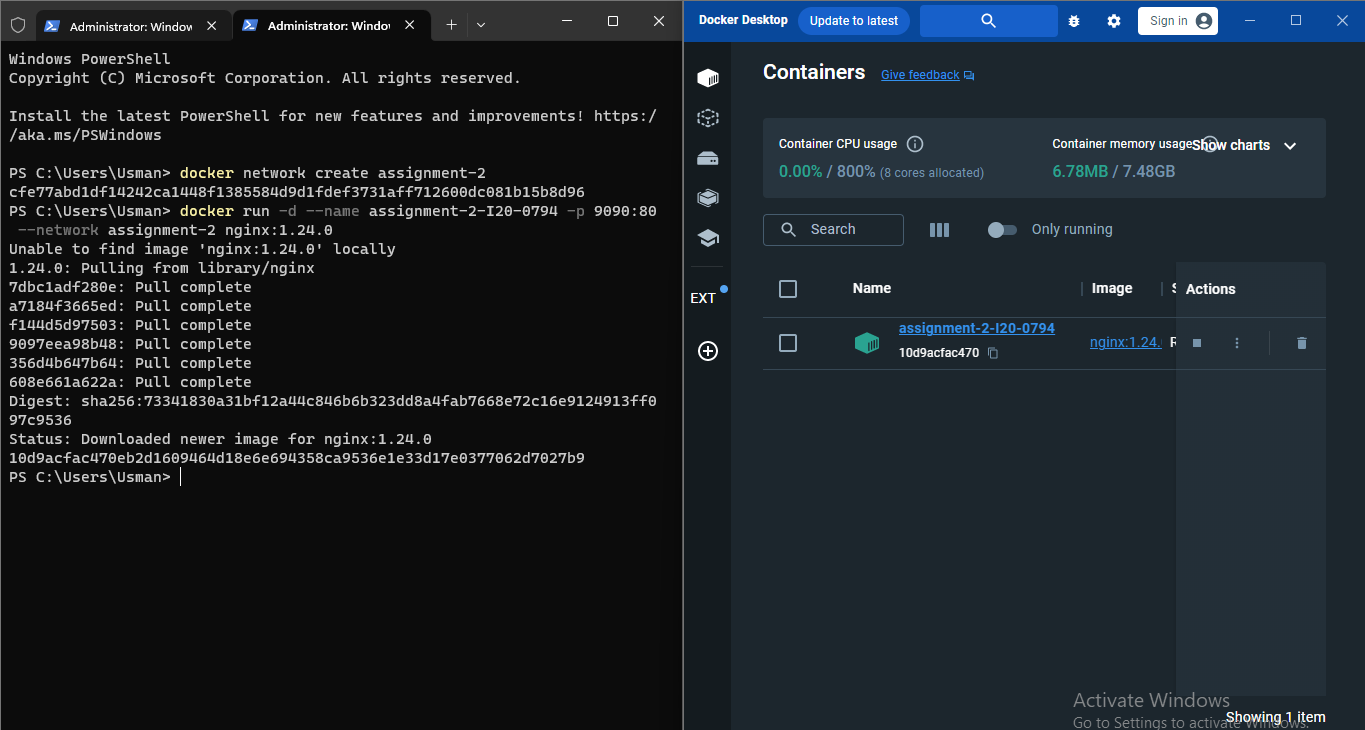 Administrator: Window
Administrator: Windo
Windows PowerShell
Copyright (C) Microsoft Corporation. All rights reserved.
Install the latest PowerShell for new features and improvements! https:/
/aka.ms/PSWindows
PS C:\Users\Usman> docker network create assignment-2
cfe77abd1df14242ca1448f1385584d9d1fdef3731aff712600dc081b15b8d96
PS C:\Users\Usman> docker run -d --name assignment-2-I20-0794 -p 9090:80
--network assignment-2 nginx:1.24.0
Unable to find image 'nginx:1.24.0' locally
1.24.0: Pulling from library/nginx
7dbc1adf280e: Pull complete
a7184f3665ed: Pull complete
f144d5d97503: Pull complete
9097eea98b48: Pull complete
356d4b647b64: Pull complete
608e661a622a: Pull complete
Digest: sha256:73341830a31bf12a44c846b6b323dd8a4fab7668e72c16e9124913ff0
97c9536
Status: Downloaded newer image for nginx:1.24.0
10d9acfac470eb2d1609464d18e6e694358ca9536e1e33d17e0377062d7027b9
PS C:\Users\Usman>
Docker Desktop
Update to latest
Sign in
Containers
Give feedback
EXT
Container CPU usage
0.00% / 800% (8 cores allocated)
Container memory usage
6.78MB / 7.48GB
Show charts
Search
Only running
Name
Image
S
Actions
assignment-2-I20-0794
10d9acfac470
nginx:1.24.
R
Activate Windows
Go to Settings to activate Windows.
Showing 1 item